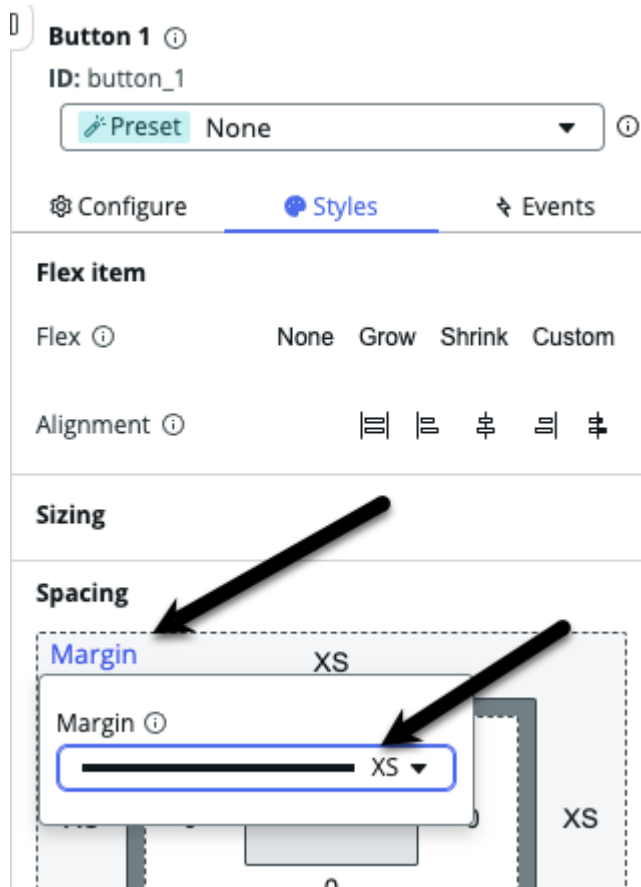 Button 1
ID: button_1
Preset None
Configure Styles Events
Flex item
Flex None Grow Shrink Custom
Alignment
Sizing
Spacing
Margin XS
Margin
XS
XS